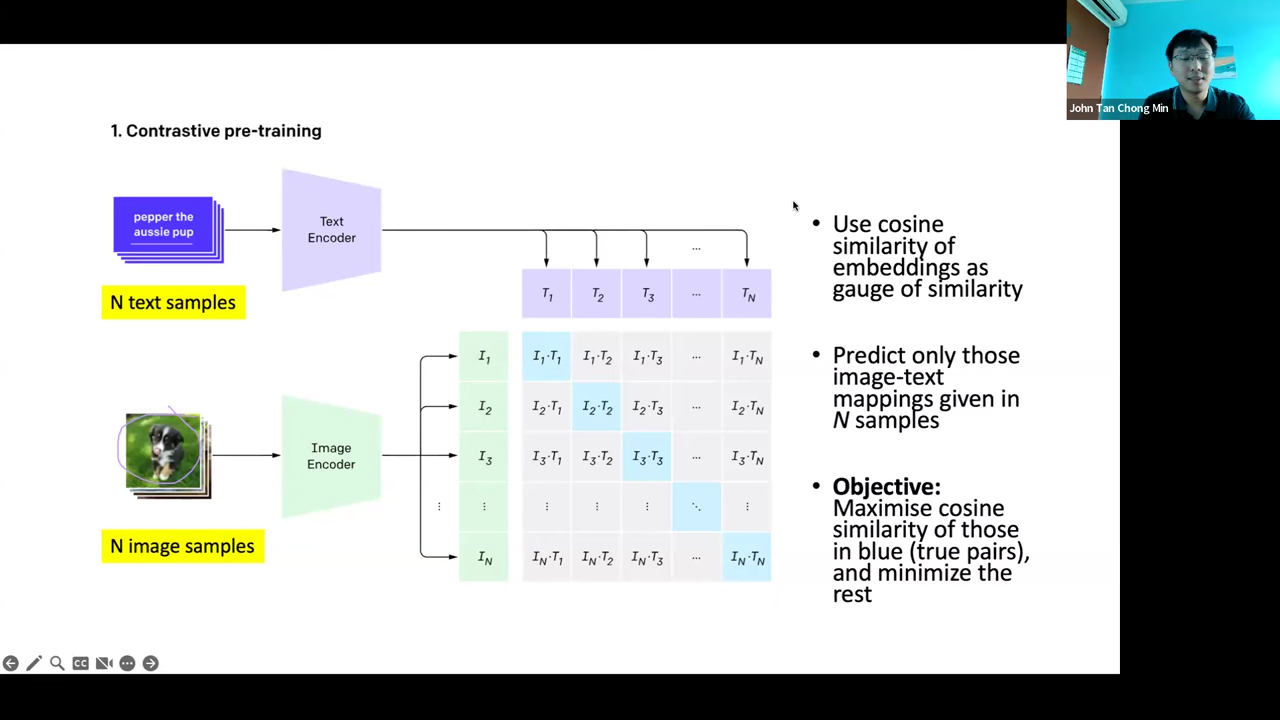 John Tan Chong Min
1. Contrastive pre-training
pepper the
aussie pup
Text
Encoder
N text samples
...
T1 T2 T3 ... TN
I1 I1·T1 I1·T2 I1·T3 ... I1·TN
I2 I2·T1 I2·T2 I2·T3 ... I2·TN
I3 I3·T1 I3·T2 I3·T3 ... I3·TN
⋮ ⋮ ⋮ ⋮ ⋮ ⋱ ⋮
IN IN·T1 IN·T2 IN·T3 ... IN·TN
Image
Encoder
N image samples
• Use cosine
similarity of
embeddings as
gauge of similarity
• Predict only those
image-text
mappings given in
N samples
• Objective:
Maximise cosine
similarity of those
in blue (true pairs),
and minimize the
rest
CC